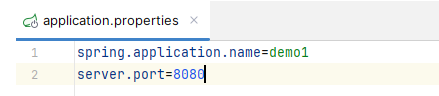 application.properties
1 spring.application.name=demo1
2 server.port=8080